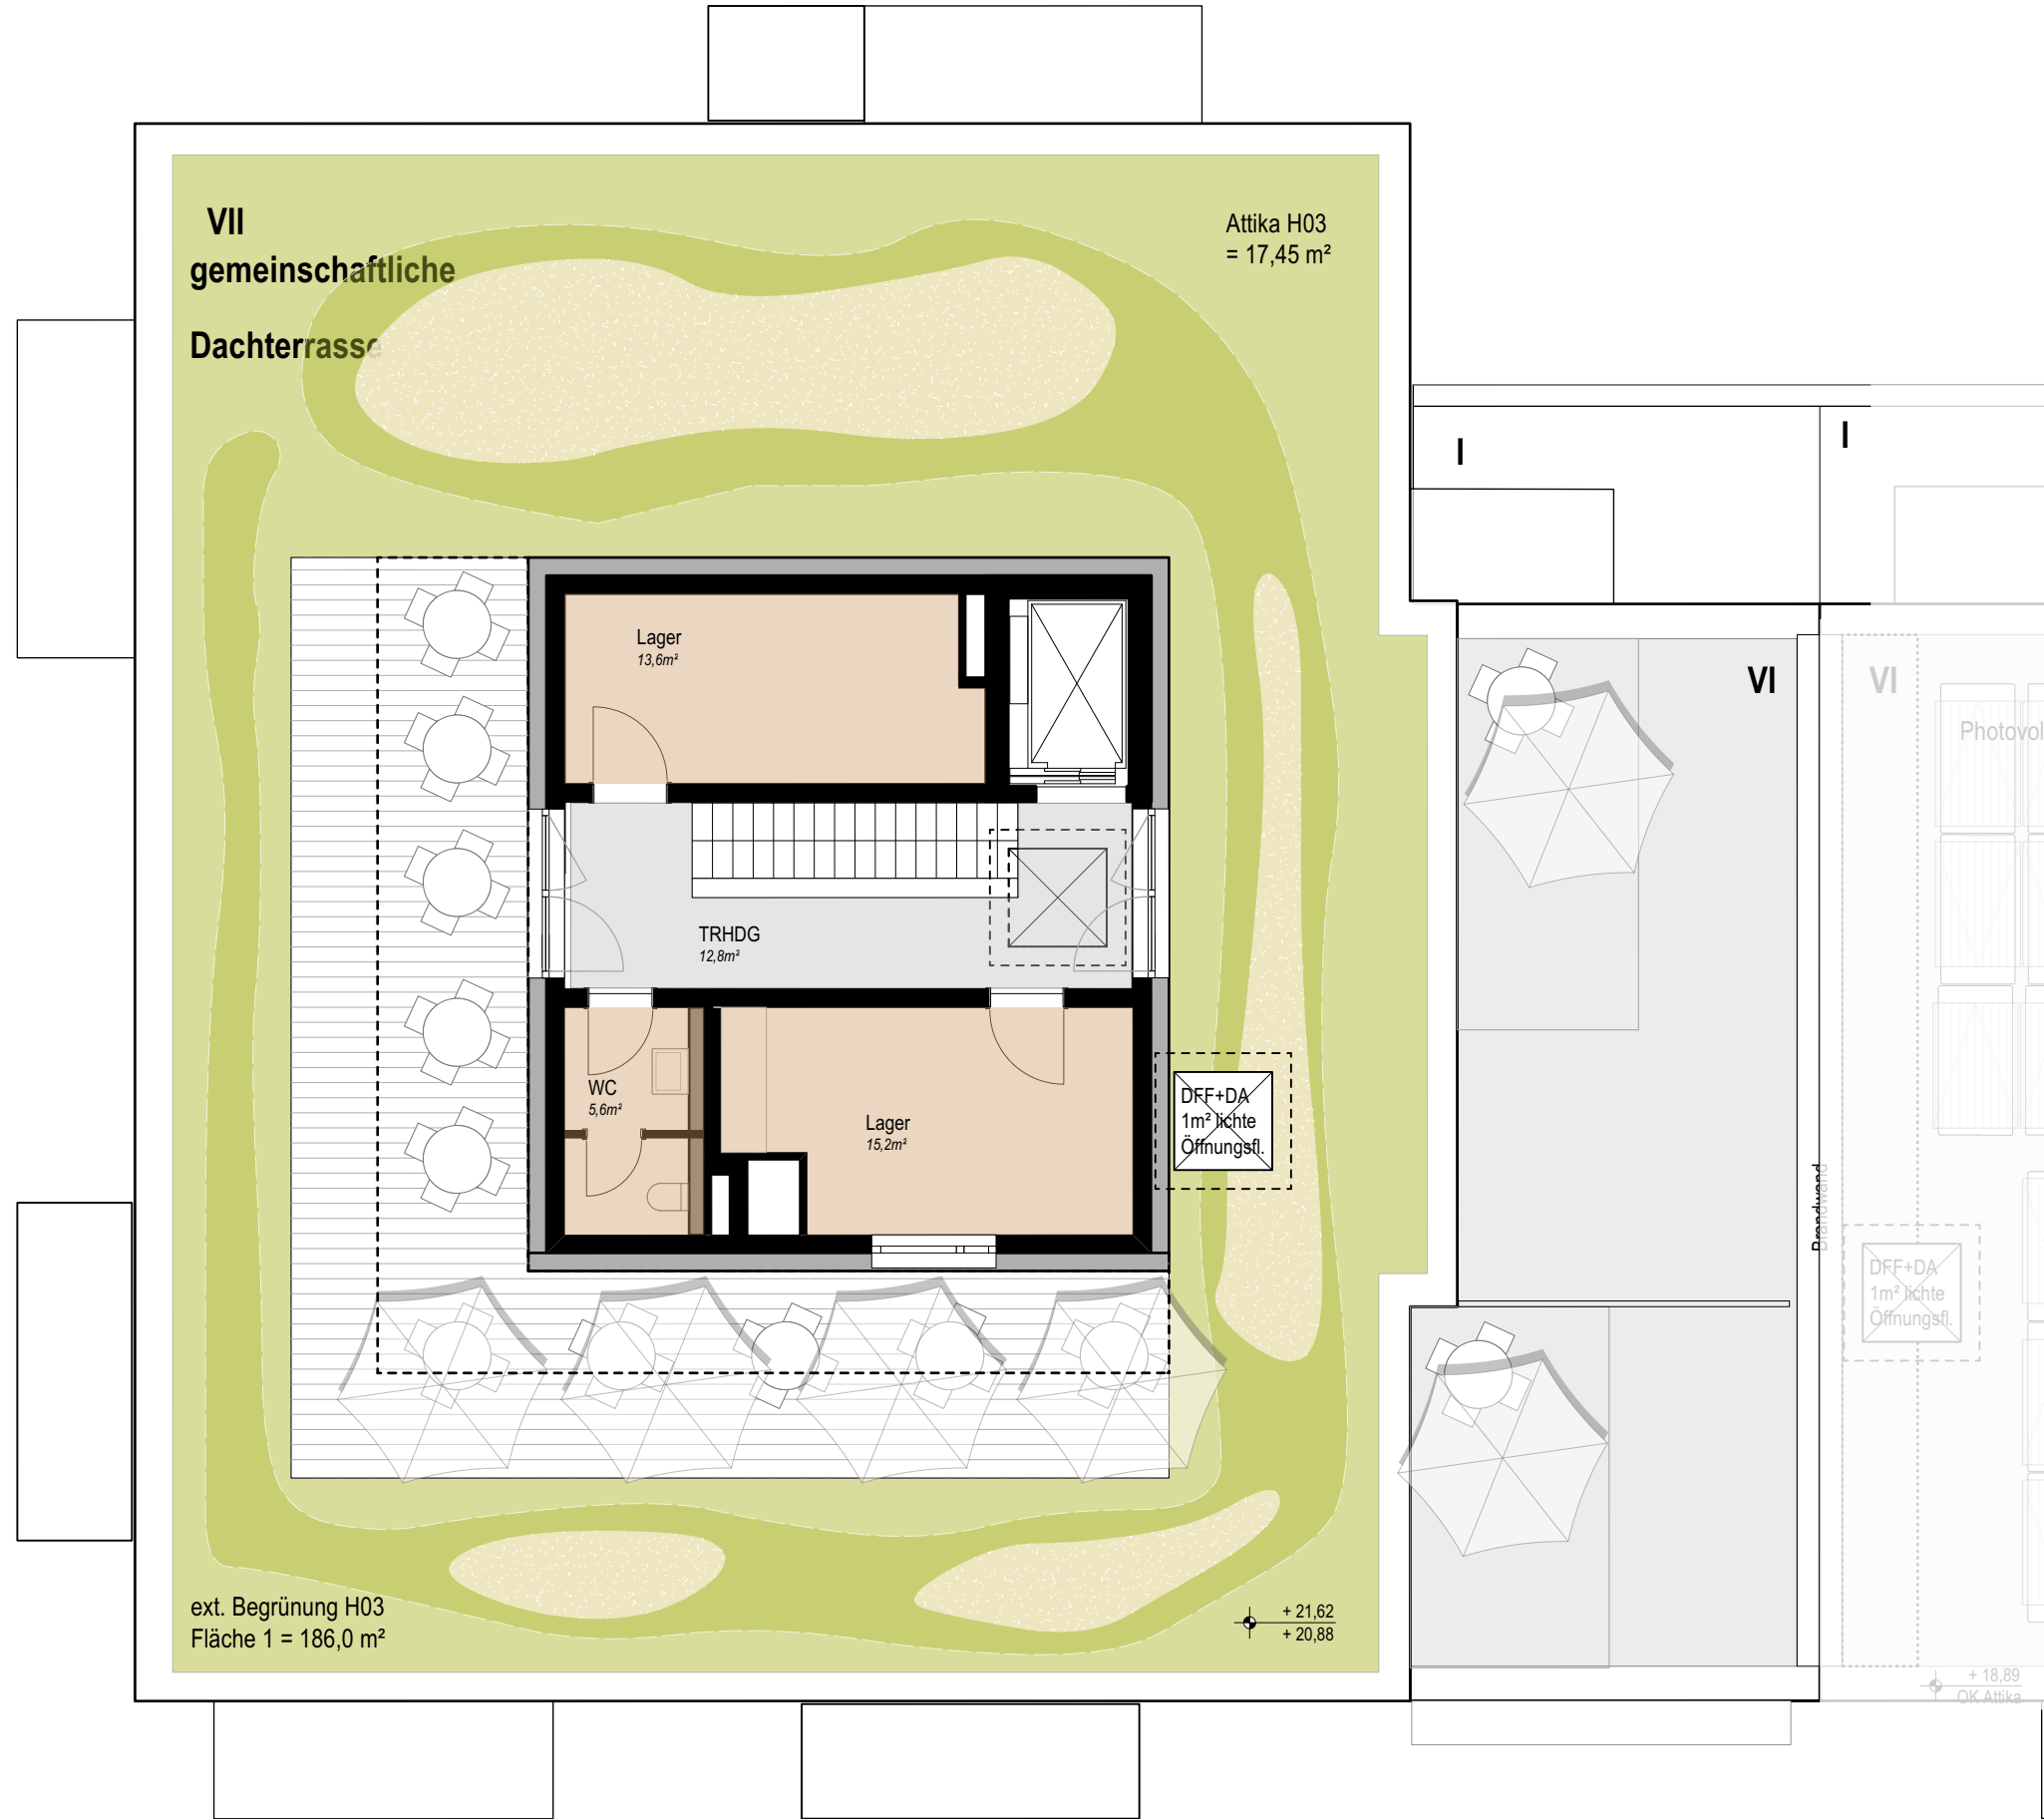 VII
gemeinschaftliche
Dachterrasse
Attika H03
= 17,45 m²
I
I
Lager
13,6m²
VI
VI
Photovol
TRHDG
12,8m²
WC
5,6m²
Lager
15,2m²
DFF+DA
1m² lichte
Öffnungsfl.
Brandwand
DFF+DA
1m² lichte
Öffnungsfl.
ext. Begrünung H03
Fläche 1 = 186,0 m²
+ 21,62
+ 20,88
+ 18,89
OK Attika